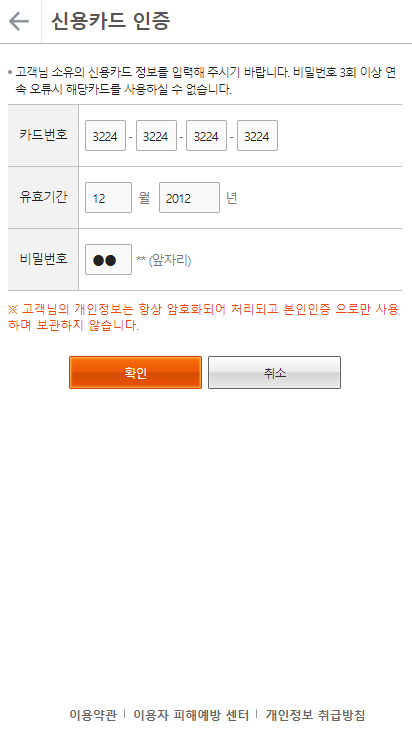 신용카드 인증
• 고객님 소유의 신용카드 정보를 입력해 주시기 바랍니다. 비밀번호 3회 이상 연
속 오류시 해당카드를 사용하실 수 없습니다.
카드번호 3224 - 3224 - 3224 - 3224
유효기간 12 월 2012 년
비밀번호 ●● ** (앞자리)
※ 고객님의 개인정보는 항상 암호화되어 처리되고 본인인증 으로만 사용
하며 보관하지 않습니다.
확인 취소
이용약관 | 이용자 피해예방 센터 | 개인정보 취급방침